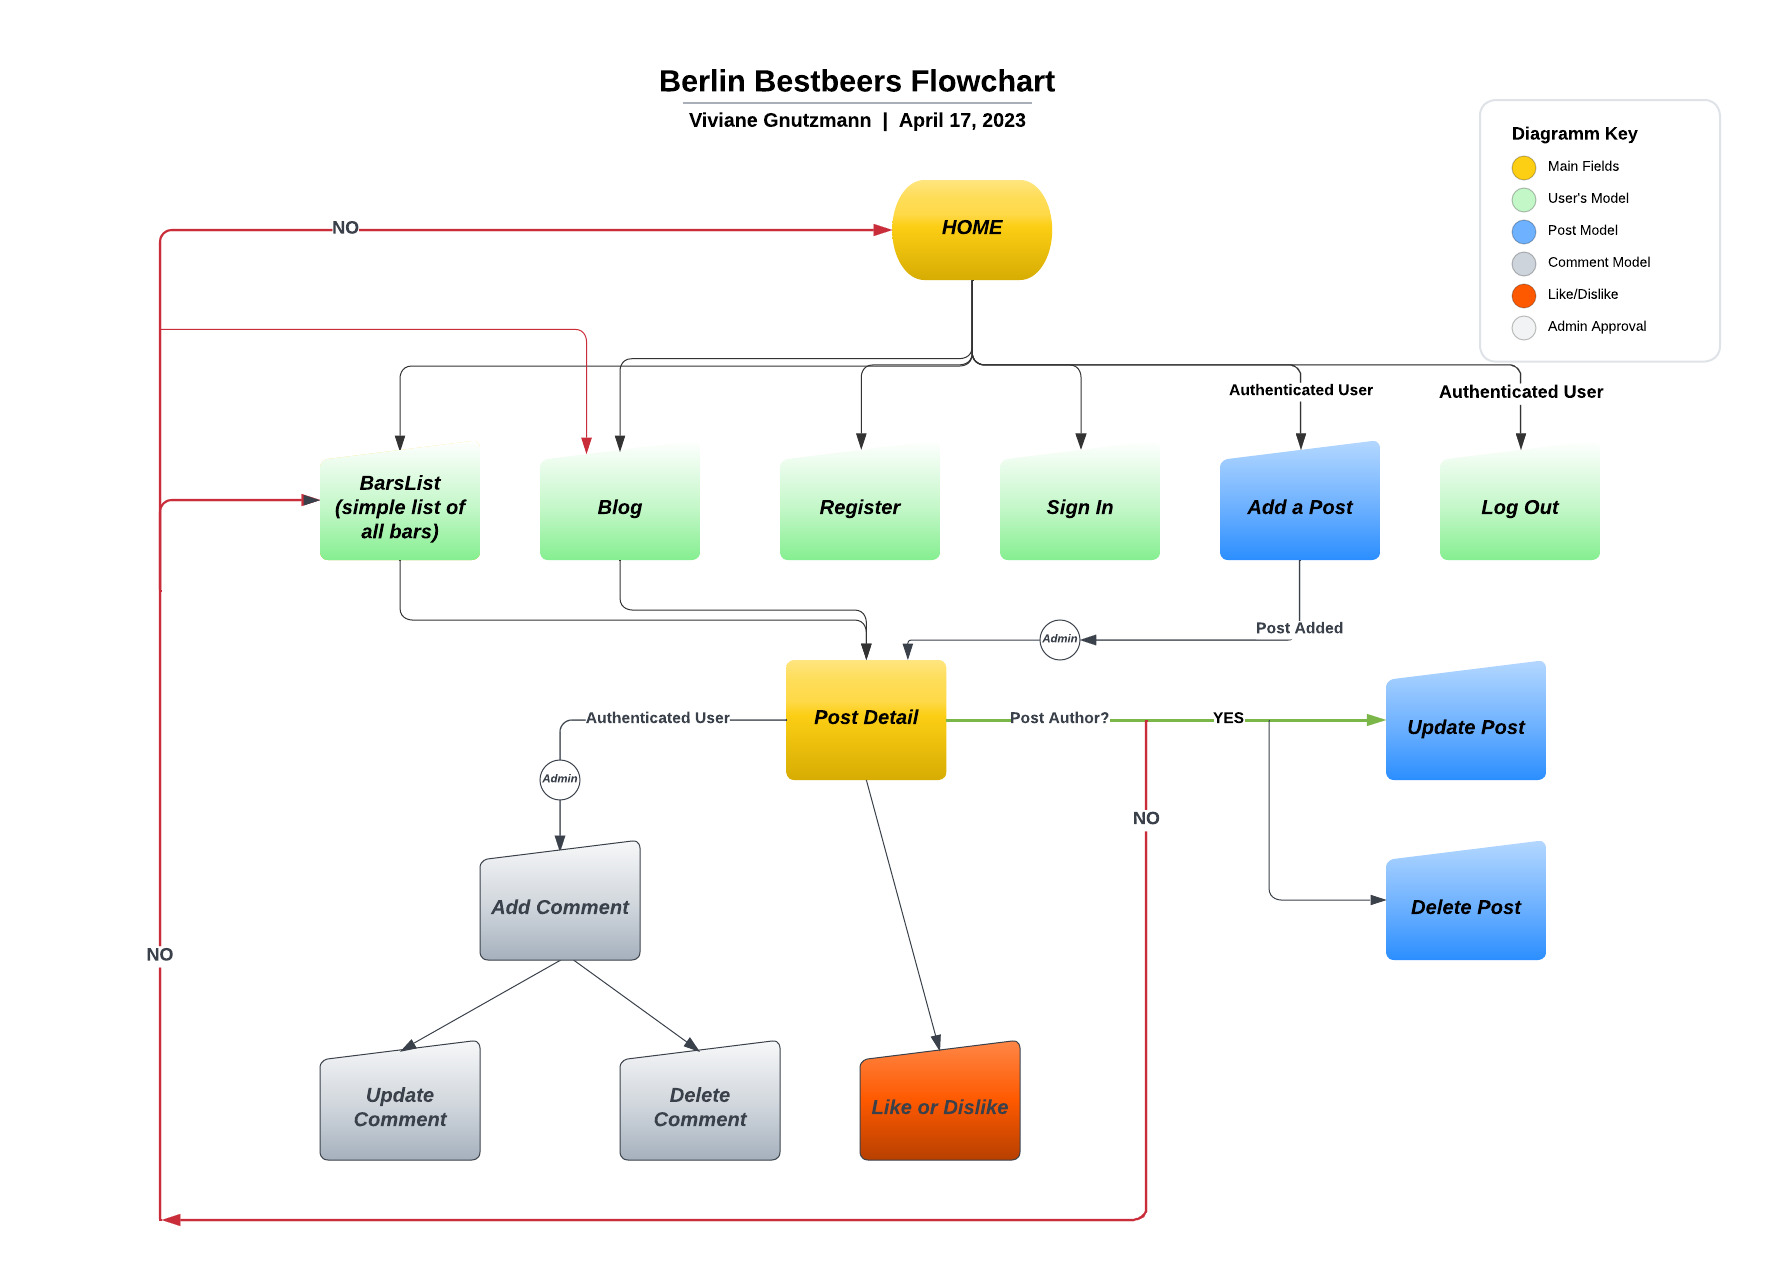 Berlin Bestbeers Flowchart
Viviane Gnutzmann | April 17, 2023
Diagramm Key
Main Fields
User's Model
Post Model
Comment Model
Like/Dislike
Admin Approval
HOME
NO
Authenticated User
Authenticated User
BarsList
(simple list of
all bars)
Blog
Register
Sign In
Add a Post
Log Out
Post Added
Admin
Post Detail
Authenticated User
Post Author?
YES
Update Post
Admin
NO
Add Comment
Delete Post
NO
Update
Comment
Delete
Comment
Like or Dislike